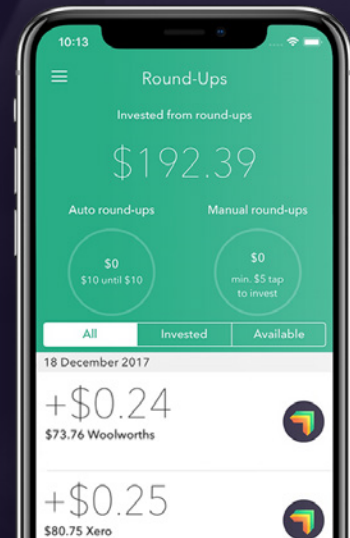 10:13
Round-Ups
Invested from round-ups
$192.39
Auto round-ups Manual round-ups
$0
$10 until $10
$0
min. $5 tap
to invest
All Invested Available
18 December 2017
+$0.24
$73.76 Woolworths
+$0.25
$80.75 Xero